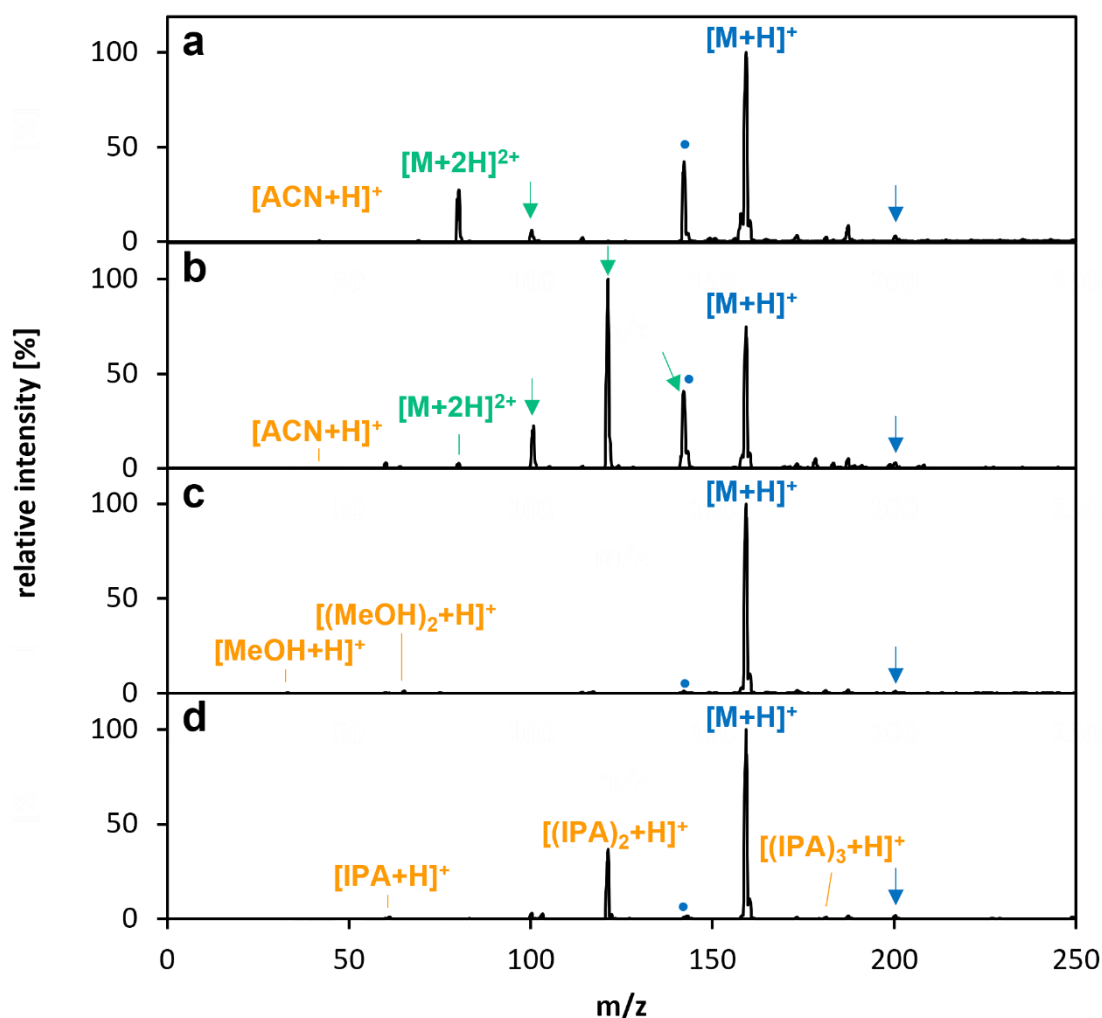 a
[M+H]⁺
100
50
0
[M+2H]²⁺
[ACN+H]⁺
b
[M+H]⁺
100
50
0
[M+2H]²⁺
[ACN+H]⁺
c
[M+H]⁺
100
50
0
[(MeOH)₂+H]⁺
[MeOH+H]⁺
d
[M+H]⁺
100
50
0
[(IPA)₂+H]⁺
[(IPA)₃+H]⁺
[IPA+H]⁺
0 50 100 150 200 250
m/z
relative intensity [%]